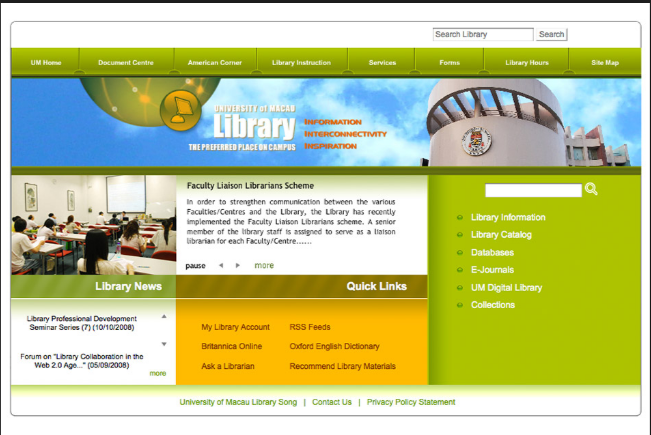 Search Library Search
UM Home Document Centre American Corner Library Instruction Services Forms Library Hours Site Map
UNIVERSITY of MACAU
Library
THE PREFERRED PLACE ON CAMPUS
INFORMATION
INTERCONNECTIVITY
INSPIRATION
Faculty Liaison Librarians Scheme
In order to strengthen communication between the various
Faculties/Centres and the Library, the Library has recently
implemented the Faculty Liaison Librarians scheme. A senior
member of the library staff is assigned to serve as a liaison
librarian for each Faculty/Centre......
pause more
Library News
Library Professional Development
Seminar Series (7) (10/10/2008)
Forum on "Library Collaboration in the
Web 2.0 Age..." (05/09/2008)
more
Quick Links
My Library Account RSS Feeds
Britannica Online Oxford English Dictionary
Ask a Librarian Recommend Library Materials
Library Information
Library Catalog
Databases
E-Journals
UM Digital Library
Collections
University of Macau Library Song | Contact Us | Privacy Policy Statement